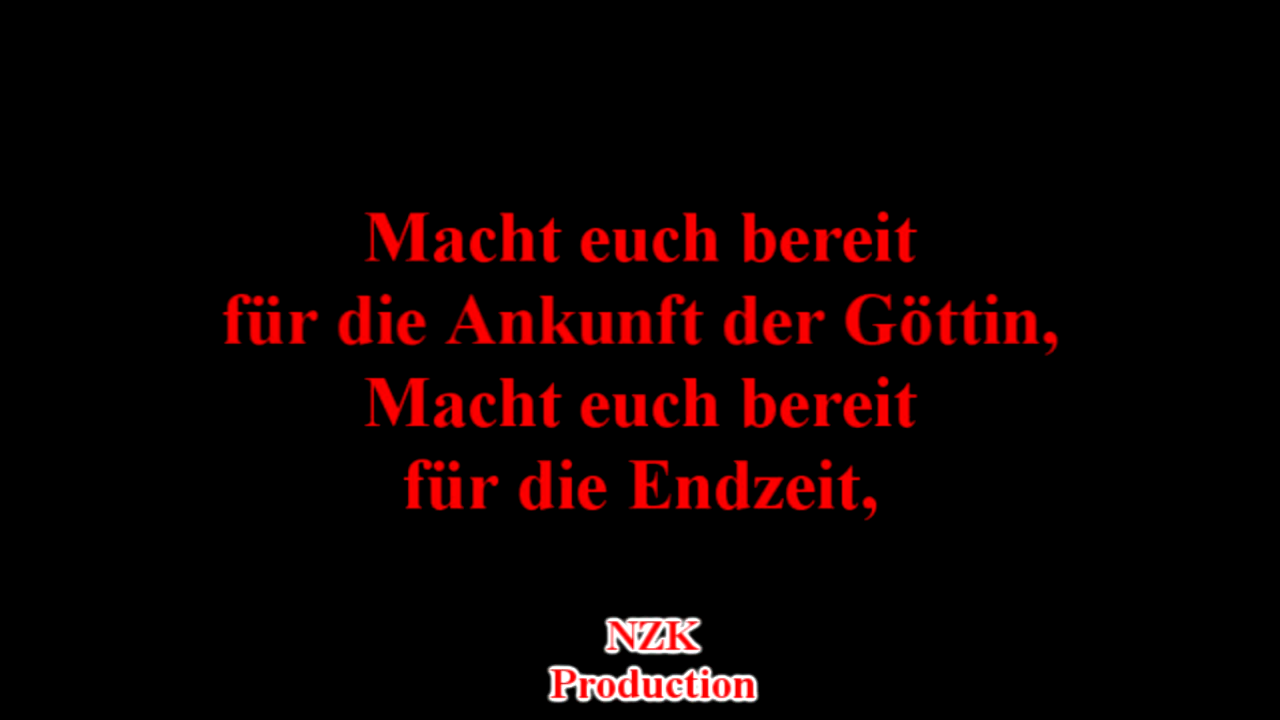 Macht euch bereit
für die Ankunft der Göttin,
Macht euch bereit
für die Endzeit,
NZK
Production